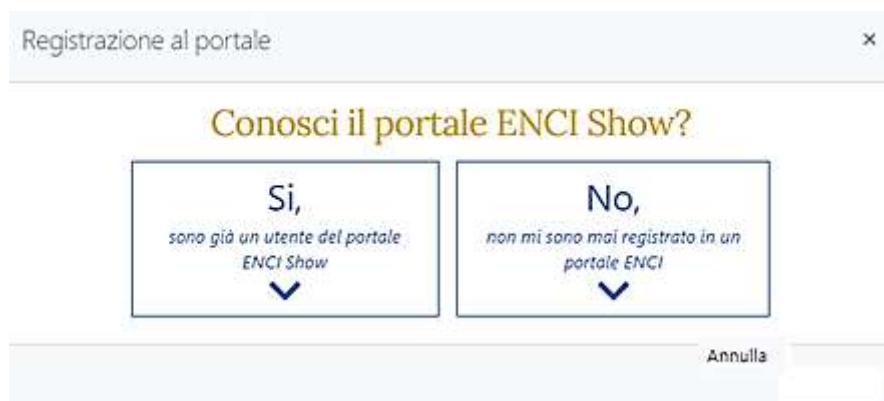 Registrazione al portale ×
Conosci il portale ENCI Show?
Si,
sono già un utente del portale
ENCI Show
No,
non mi sono mai registrato in un
portale ENCI
Annulla